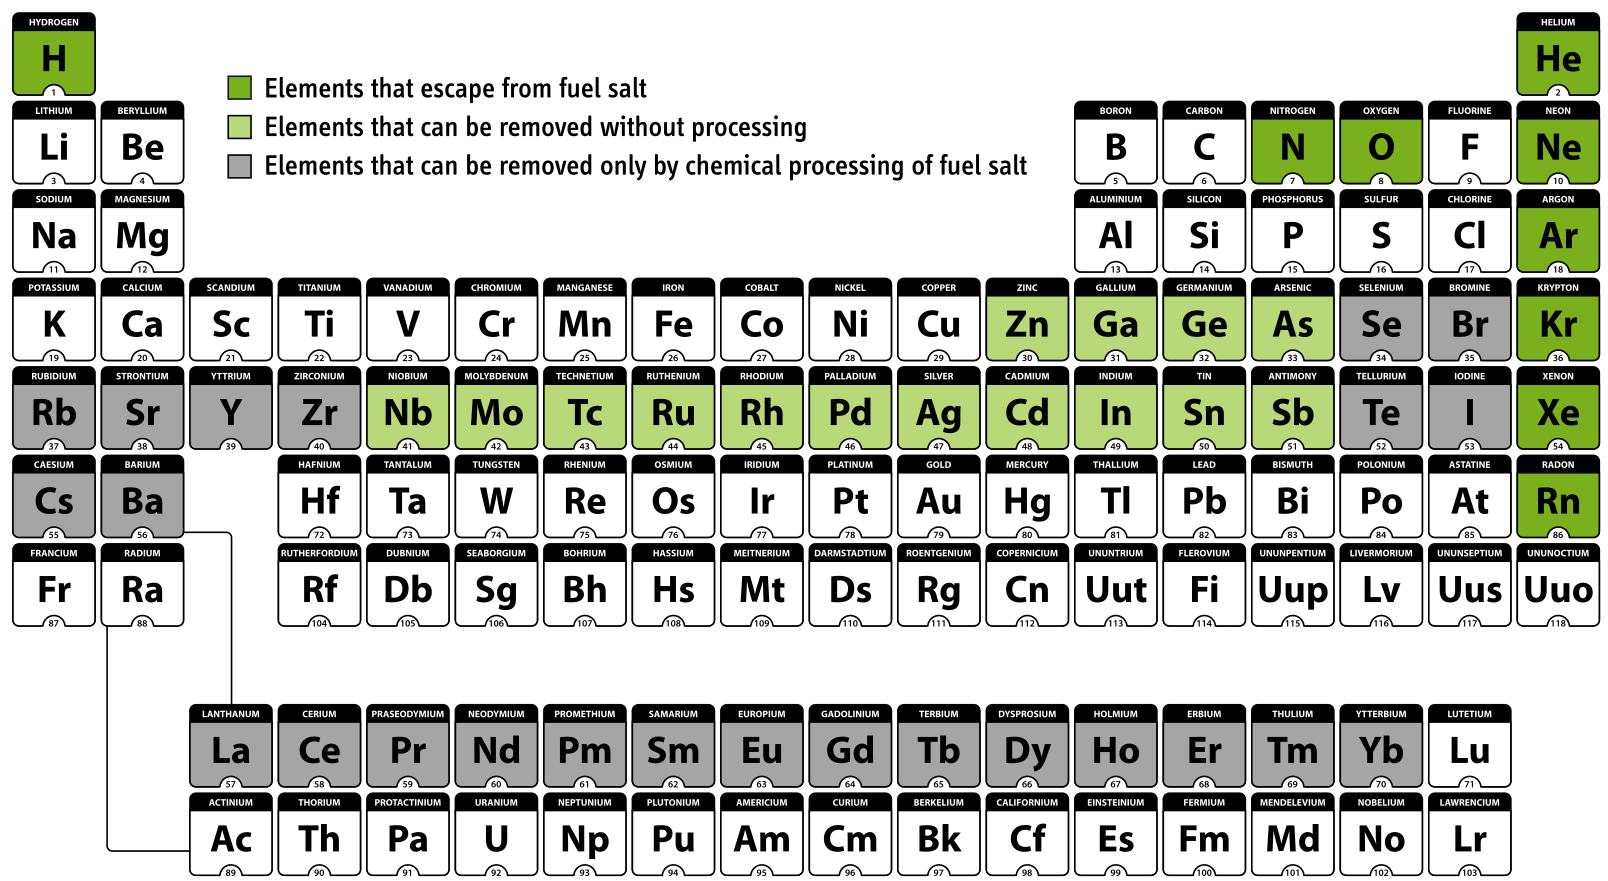 HYDROGEN HELIUM
H He
1 2
Elements that escape from fuel salt
Elements that can be removed without processing
Elements that can be removed only by chemical processing of fuel salt
LITHIUM BERYLLIUM BORON CARBON NITROGEN OXYGEN FLUORINE NEON
Li Be B C N O F Ne
3 4 5 6 7 8 9 10
SODIUM MAGNESIUM ALUMINIUM SILICON PHOSPHORUS SULFUR CHLORINE ARGON
Na Mg Al Si P S Cl Ar
11 12 13 14 15 16 17 18
POTASSIUM CALCIUM SCANDIUM TITANIUM VANADIUM CHROMIUM MANGANESE IRON COBALT NICKEL COPPER ZINC GALLIUM GERMANIUM ARSENIC SELENIUM BROMINE KRYPTON
K Ca Sc Ti V Cr Mn Fe Co Ni Cu Zn Ga Ge As Se Br Kr
19 20 21 22 23 24 25 26 27 28 29 30 31 32 33 34 35 36
RUBIDIUM STRONTIUM YTTRIUM ZIRCONIUM NIOBIUM MOLYBDENUM TECHNETIUM RUTHENIUM RHODIUM PALLADIUM SILVER CADMIUM INDIUM TIN ANTIMONY TELLURIUM IODINE XENON
Rb Sr Y Zr Nb Mo Tc Ru Rh Pd Ag Cd In Sn Sb Te I Xe
37 38 39 40 41 42 43 44 45 46 47 48 49 50 51 52 53 54
CAESIUM BARIUM HAFNIUM TANTALUM TUNGSTEN RHENIUM OSMIUM IRIDIUM PLATINUM GOLD MERCURY THALLIUM LEAD BISMUTH POLONIUM ASTATINE RADON
Cs Ba Hf Ta W Re Os Ir Pt Au Hg Tl Pb Bi Po At Rn
55 56 72 73 74 75 76 77 78 79 80 81 82 83 84 85 86
FRANCIUM RADIUM RUTHERFORDIUM DUBNIUM SEABORGIUM BOHRIUM HASSIUM MEITNERIUM DARMSTADTIUM ROENTGENIUM COPERNICIUM UNUNTRIUM FLEROVIUM UNUNPENTIUM LIVERMORIUM UNUNSEPTIUM UNUNOCTIUM
Fr Ra Rf Db Sg Bh Hs Mt Ds Rg Cn Uut Fi Uup Lv Uus Uuo
87 88 104 105 106 107 108 109 110 111 112 113 114 115 116 117 118
LANTHANUM CERIUM PRASEODYMIUM NEODYMIUM PROMETHIUM SAMARIUM EUROPIUM GADOLINIUM TERBIUM DYSPROSIUM HOLMIUM ERBIUM THULIUM YTTERBIUM LUTETIUM
La Ce Pr Nd Pm Sm Eu Gd Tb Dy Ho Er Tm Yb Lu
57 58 59 60 61 62 63 64 65 66 67 68 69 70 71
ACTINIUM THORIUM PROTACTINIUM URANIUM NEPTUNIUM PLUTONIUM AMERICIUM CURIUM BERKELIUM CALIFORNIUM EINSTEINIUM FERMIUM MENDELEVIUM NOBELIUM LAWRENCIUM
Ac Th Pa U Np Pu Am Cm Bk Cf Es Fm Md No Lr
89 90 91 92 93 94 95 96 97 98 99 100 101 102 103